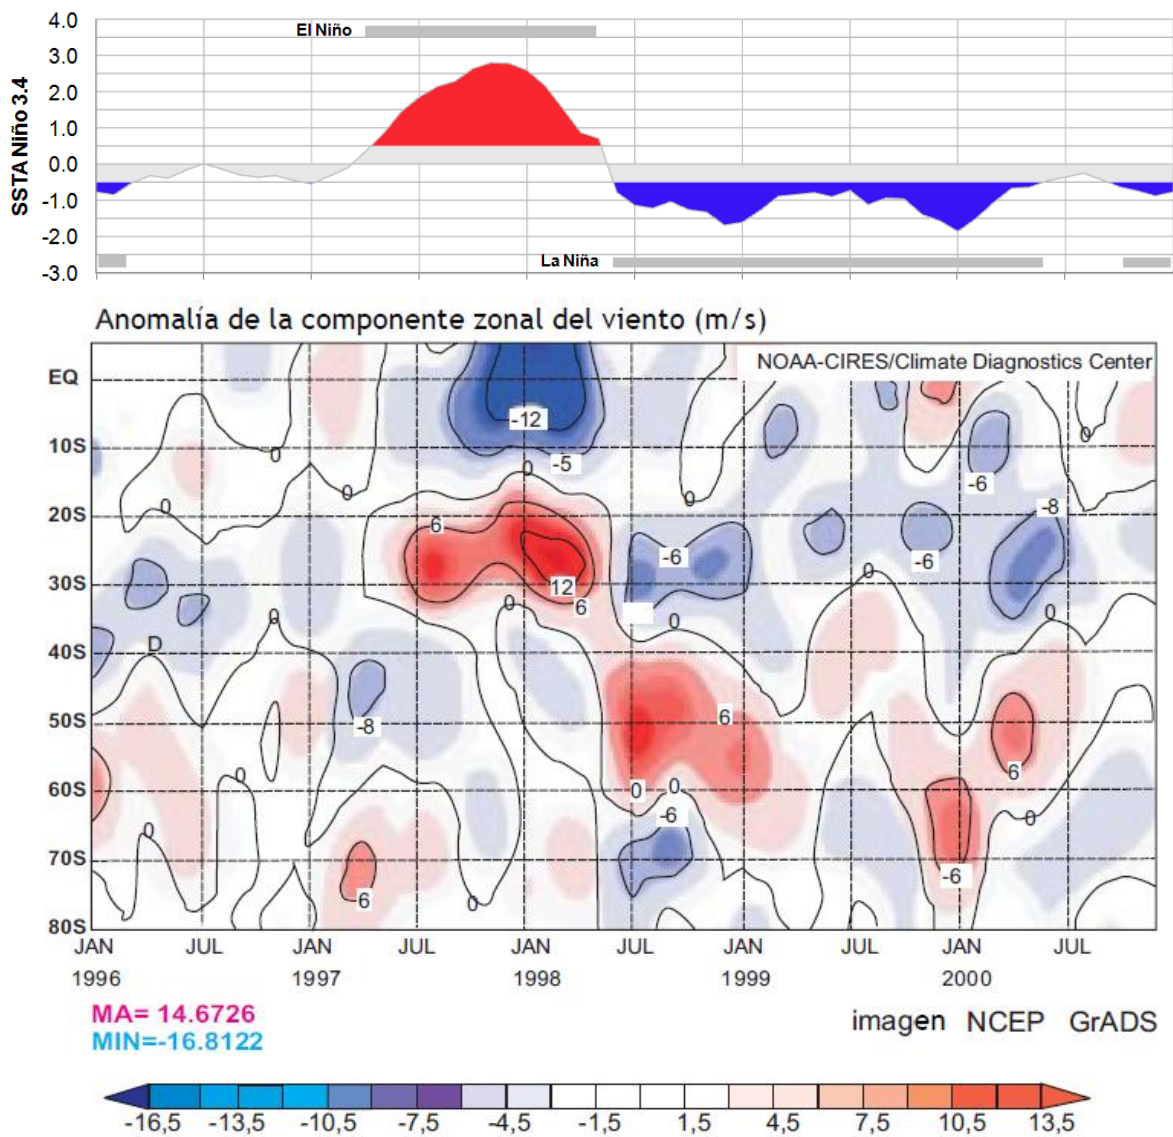 4.0
El Niño
3.0
2.0
1.0
0.0
-1.0
-2.0
-3.0
SSTA Niño 3.4
La Niña
Anomalía de la componente zonal del viento (m/s)
NOAA-CIRES/Climate Diagnostics Center
EQ
10S
20S
30S
40S
50S
60S
70S
80S
-12
-5
0
0
0
0
0
0
-6
-8
6
-6
-6
12
6
0
0
0
0
0
0
D
-8
6
6
0
0
0
0
0
-6
-6
6
0
JAN JUL JAN JUL JAN JUL JAN JUL JAN JUL
1996 1997 1998 1999 2000
MA= 14.6726
MIN=-16.8122
imagen NCEP GrADS
-16,5 -13,5 -10,5 -7,5 -4,5 -1,5 1,5 4,5 7,5 10,5 13,5